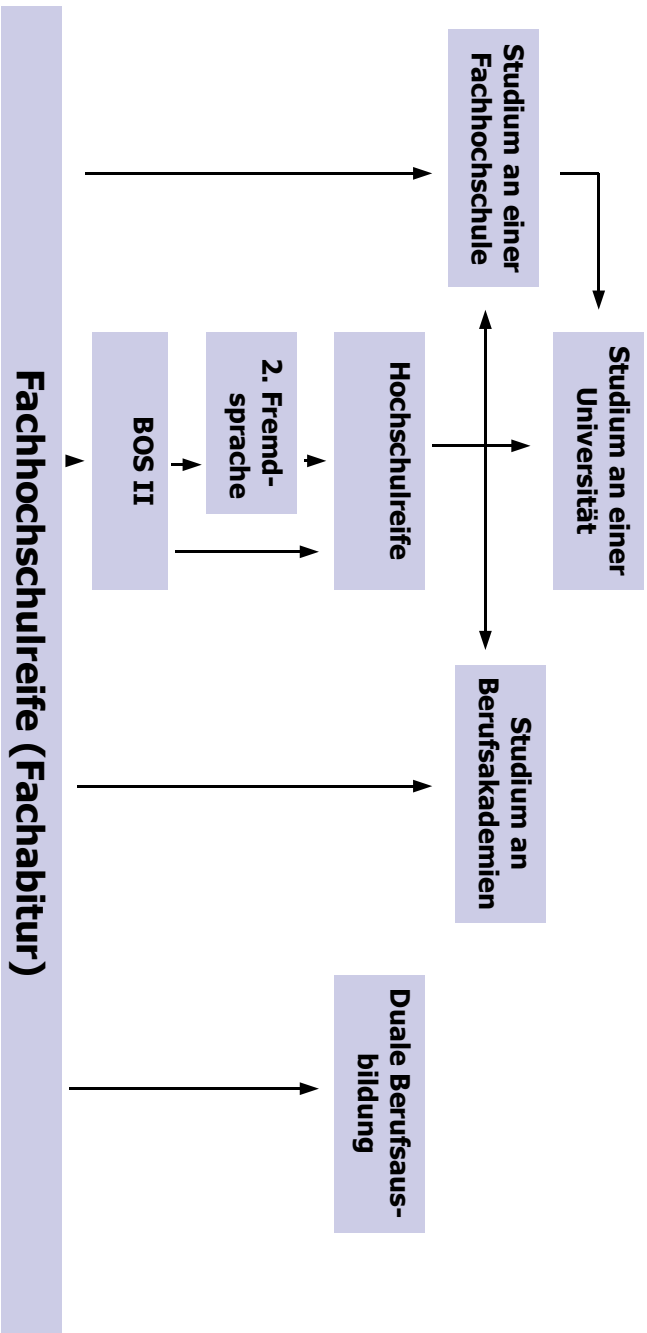 Studium an einer
Universität
Studium an einer
Fachhochschule
Studium an
Berufsakademien
Hochschulreife
Duale Berufsaus-
bildung
2. Fremd-
sprache
BOS II
Fachhochschulreife (Fachabitur)